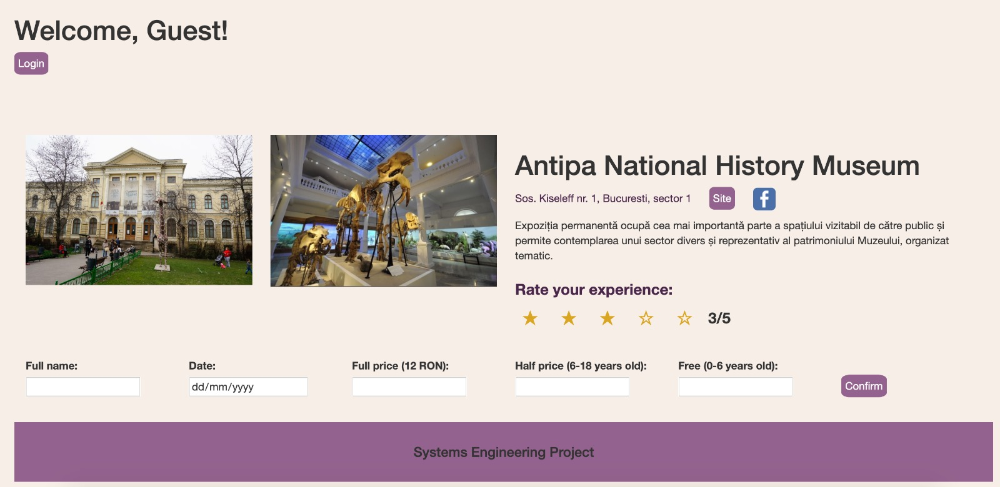 Welcome, Guest!
Login
Antipa National History Museum
Sos. Kiseleff nr. 1, Bucuresti, sector 1 Site f
Expoziția permanentă ocupă cea mai importantă parte a spațiului vizitabil de către public și
permite contemplarea unui sector divers și reprezentativ al patrimoniului Muzeului, organizat
tematic.
Rate your experience:
3/5
Full name: Date: Full price (12 RON): Half price (6-18 years old): Free (0-6 years old):
dd/mm/yyyy Confirm
Systems Engineering Project